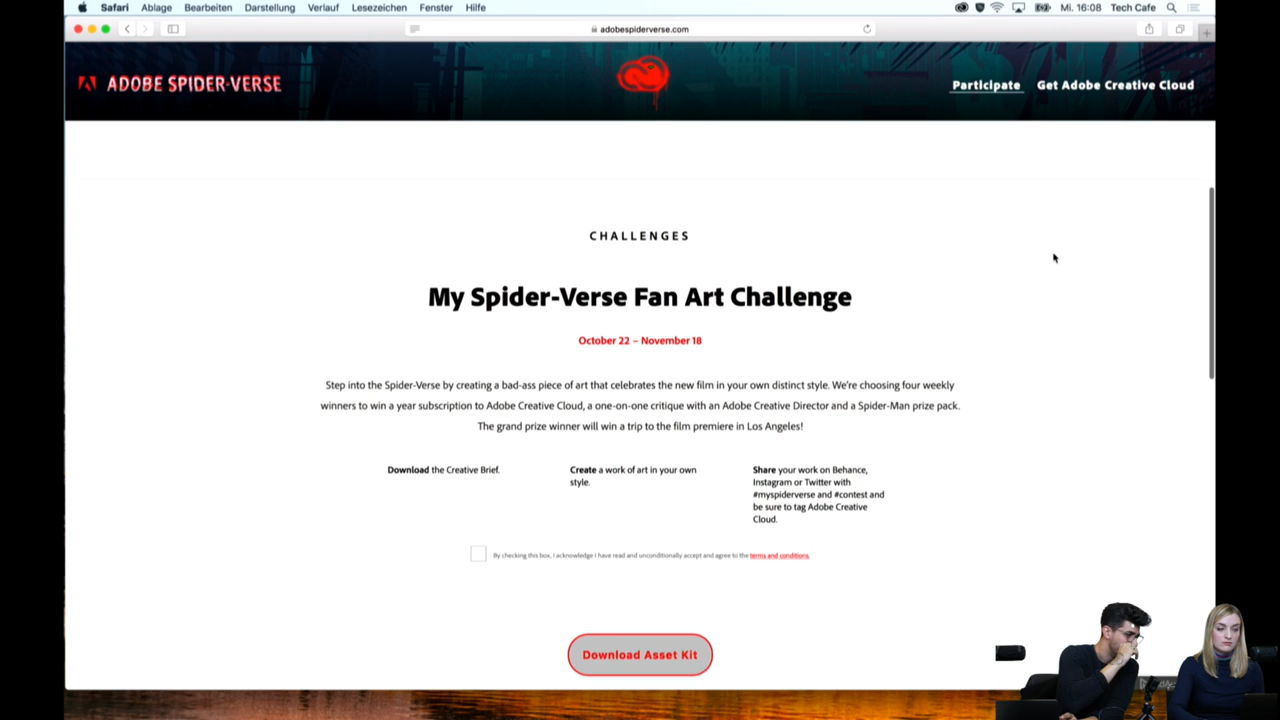 Safari Ablage Bearbeiten Darstellung Verlauf Lesezeichen Fenster Hilfe Mi. 16:08 Tech Cafe
adobespiderverse.com
ADOBE SPIDER-VERSE Participate Get Adobe Creative Cloud
CHALLENGES
My Spider-Verse Fan Art Challenge
October 22 – November 18
Step into the Spider-Verse by creating a bad-ass piece of art that celebrates the new film in your own distinct style. We're choosing four weekly
winners to win a year subscription to Adobe Creative Cloud, a one-on-one critique with an Adobe Creative Director and a Spider-Man prize pack.
The grand prize winner will win a trip to the film premiere in Los Angeles!
Download the Creative Brief.
Create a work of art in your own
style.
Share your work on Behance,
Instagram or Twitter with
#myspiderverse and #contest and
be sure to tag Adobe Creative
Cloud.
By checking this box, I acknowledge I have read and unconditionally accept and agree to the terms and conditions.
Download Asset Kit